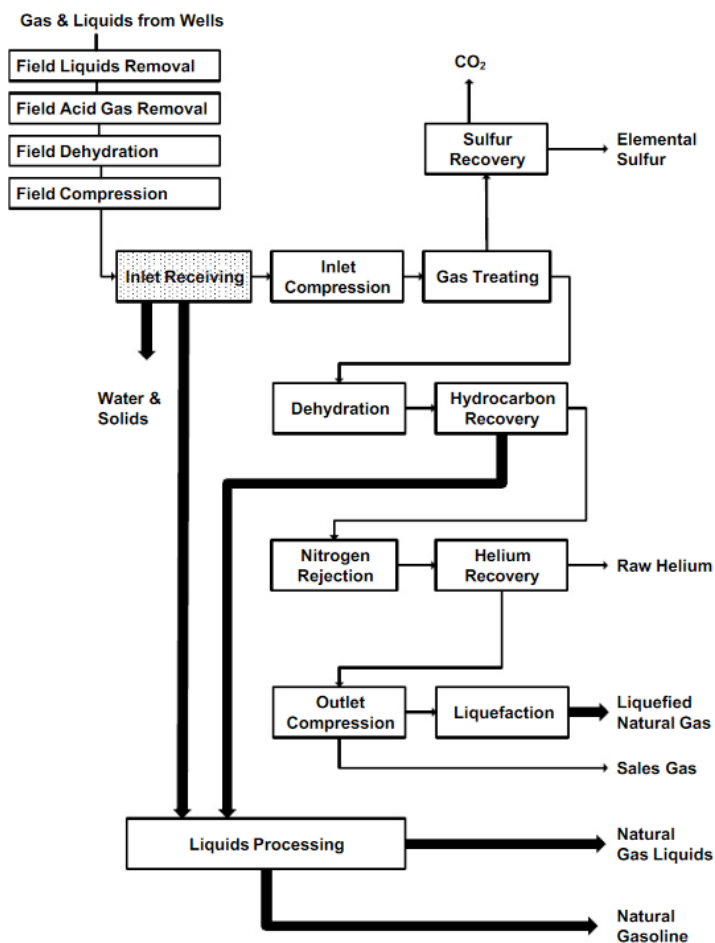 Gas & Liquids from Wells
Field Liquids Removal
Field Acid Gas Removal
Field Dehydration
Field Compression
CO₂
Sulfur
Recovery
Elemental
Sulfur
Inlet Receiving
Inlet
Compression
Gas Treating
Water &
Solids
Dehydration
Hydrocarbon
Recovery
Nitrogen
Rejection
Helium
Recovery
Raw Helium
Outlet
Compression
Liquefaction
Liquefied
Natural Gas
Sales Gas
Liquids Processing
Natural
Gas Liquids
Natural
Gasoline